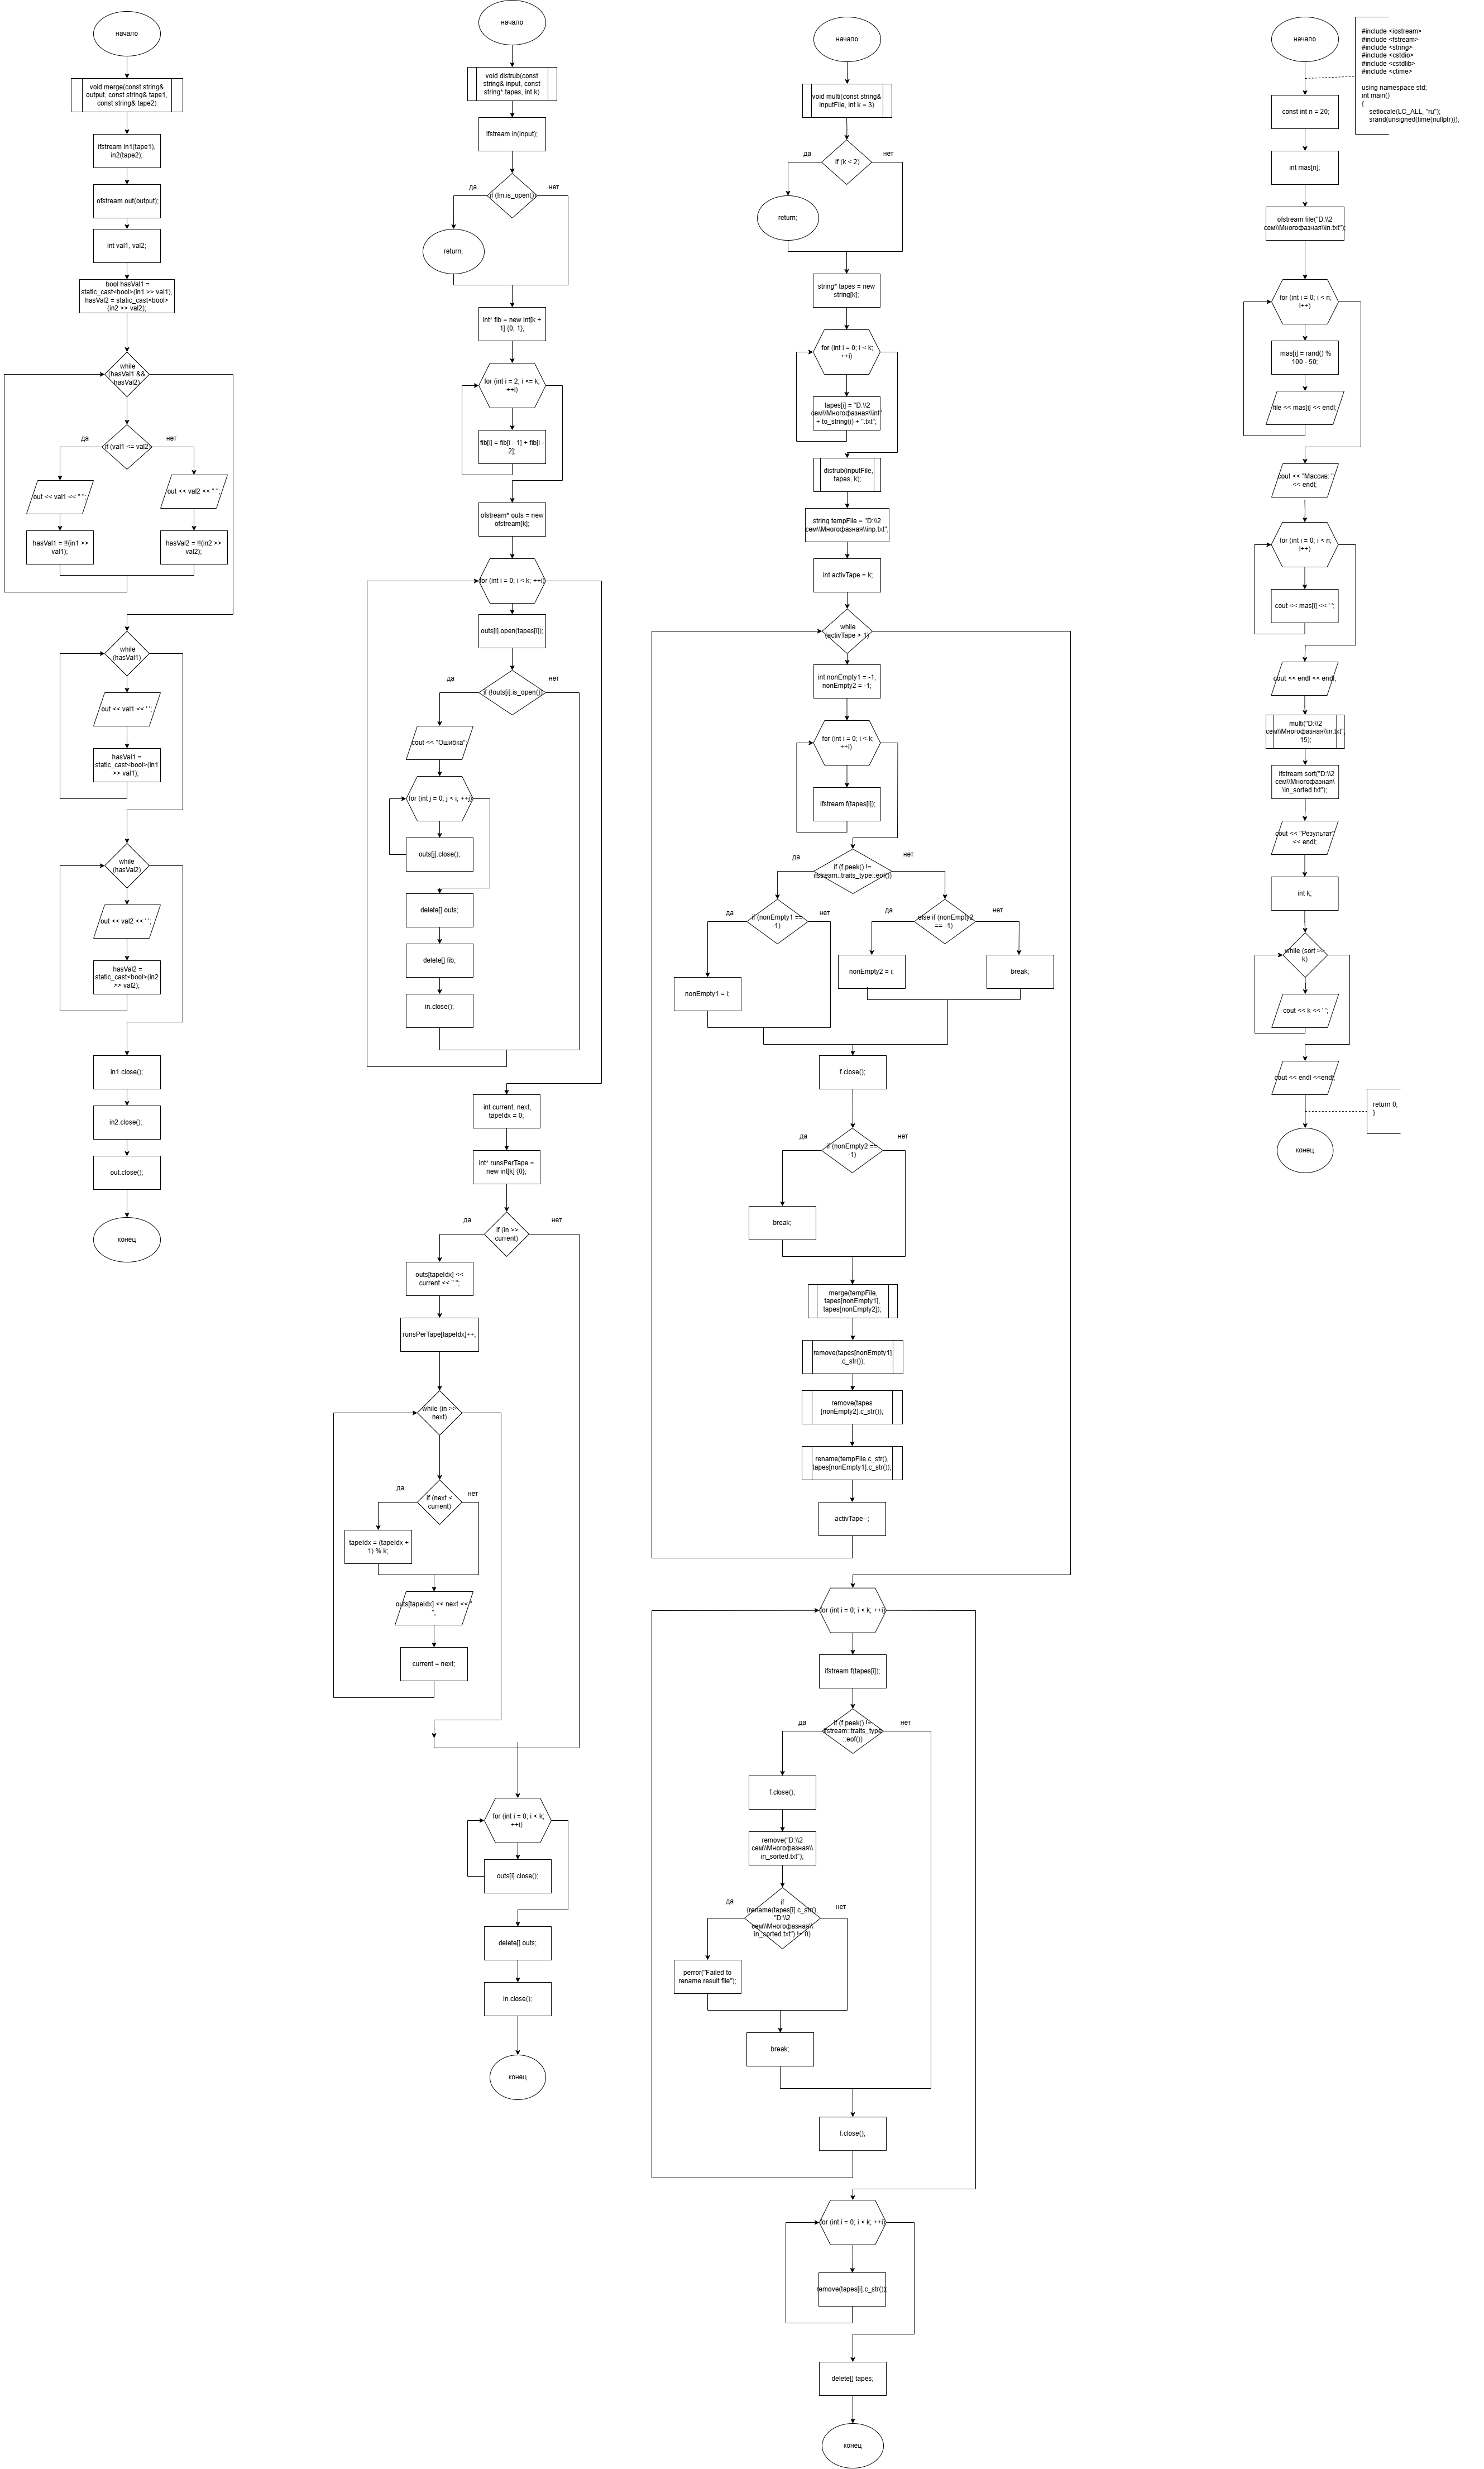 начало
void merge(const string&
output, const string& tape1,
const string& tape2)
ifstream in1(tape1),
in2(tape2);
ofstream out(output);
int val1, val2;
bool hasVal1 =
static_cast<bool>(in1 >> val1),
hasVal2 = static_cast<bool>
(in2 >> val2);
while
(hasVal1 &&
hasVal2)
if (val1 <= val2)
да
нет
out << val1 << " ";
out << val2 << " ";
hasVal1 = !!(in1 >>
val1);
hasVal2 = !!(in2 >>
val2);
while
(hasVal1)
out << val1 << ' ';
hasVal1 =
static_cast<bool>(in1
>> val1);
while
(hasVal2)
out << val2 << ' ';
hasVal2 =
static_cast<bool>(in2
>> val2);
in1.close();
in2.close();
out.close();
конец
начало
void distrub(const
string& input, const
string* tapes, int k)
ifstream in(input);
да
if (!in.is_open())
нет
return;
int* fib = new int[k +
1] {0, 1};
for (int i = 2; i <= k;
++i)
fib[i] = fib[i - 1] + fib[i -
2];
ofstream* outs = new
ofstream[k];
for (int i = 0; i < k; ++i)
outs[i].open(tapes[i]);
да
if (!outs[i].is_open())
нет
cout << "Ошибка";
for (int j = 0; j < i; ++j)
outs[j].close();
delete[] outs;
delete[] fib;
in.close();
int current, next,
tapeIdx = 0;
int* runsPerTape =
new int[k] {0};
да
if (in >>
current)
нет
outs[tapeIdx] <<
current << " ";
runsPerTape[tapeIdx]++;
while (in >>
next)
да
if (next <
current)
нет
tapeIdx = (tapeIdx +
1) % k;
outs[tapeIdx] << next << "
";
current = next;
for (int i = 0; i < k;
++i)
outs[i].close();
delete[] outs;
in.close();
конец
начало
void multi(const string&
inputFile, int k = 3)
да
if (k < 2)
нет
return;
string* tapes = new
string[k];
for (int i = 0; i < k;
++i)
tapes[i] = "D:\\2
сем\\Многофазная\\int"
+ to_string(i) + ".txt";
distrub(inputFile,
tapes, k);
string tempFile = "D:\\2
сем\\Многофазная\\inp.txt";
int activTape = k;
while
(activTape > 1)
int nonEmpty1 = -1,
nonEmpty2 = -1;
for (int i = 0; i < k;
++i)
ifstream f(tapes[i]);
да
if (f.peek() !=
ifstream::traits_type::eof())
нет
да
if (nonEmpty1 ==
-1)
нет
да
else if (nonEmpty2
== -1)
нет
nonEmpty1 = i;
nonEmpty2 = i;
break;
f.close();
да
if (nonEmpty2 ==
-1)
нет
break;
merge(tempFile,
tapes[nonEmpty1],
tapes[nonEmpty2]);
remove(tapes[nonEmpty1]
.c_str());
remove(tapes
[nonEmpty2].c_str());
rename(tempFile.c_str(),
tapes[nonEmpty1].c_str());
activTape--;
for (int i = 0; i < k; ++i)
ifstream f(tapes[i]);
да
if (f.peek() !=
ifstream::traits_type
::eof())
нет
f.close();
remove("D:\\2
сем\\Многофазная\\
in_sorted.txt");
да
if
(rename(tapes[i].c_str(),
"D:\\2
сем\\Многофазная\\
in_sorted.txt") != 0)
нет
perror("Failed to
rename result file");
break;
f.close();
for (int i = 0; i < k; ++i)
remove(tapes[i].c_str());
delete[] tapes;
конец
начало
#include <iostream>
#include <fstream>
#include <string>
#include <cstdio>
#include <cstdlib>
#include <ctime>
using namespace std;
int main()
{
setlocale(LC_ALL, "ru");
srand(unsigned(time(nullptr)));
const int n = 20;
int mas[n];
ofstream file("D:\\2
сем\\Многофазная\\in.txt");
for (int i = 0; i < n;
i++)
mas[i] = rand() %
100 - 50;
file << mas[i] << endl;
cout << "Массив: "
<< endl;
for (int i = 0; i < n;
i++)
cout << mas[i] << ' ';
cout << endl << endl;
multi("D:\\2
сем\\Многофазная\\in.txt",
15);
ifstream sort("D:\\2
сем\\Многофазная\
\in_sorted.txt");
cout << "Результат"
<< endl;
int k;
while (sort >>
k)
cout << k << ' ';
cout << endl <<endl;
return 0;
}
конец